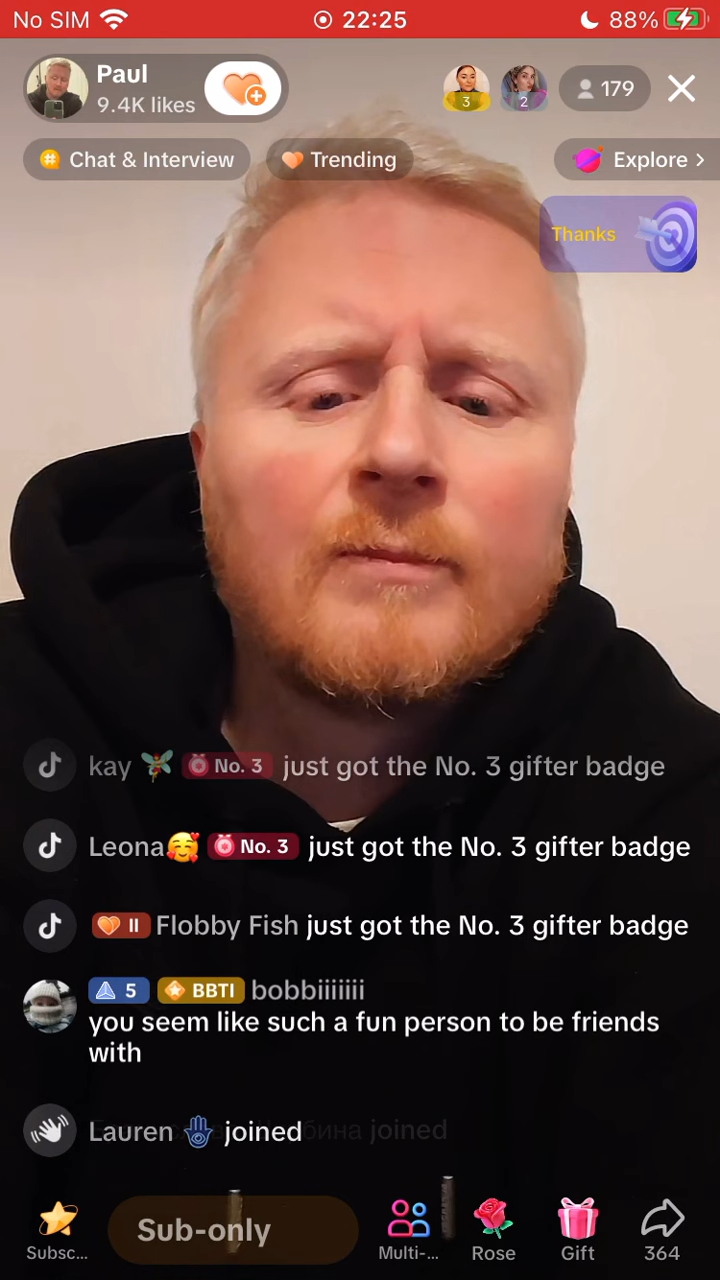 No SIM 22:25 88%
Paul
9.4K likes
3 2 179
Chat & Interview Trending Explore >
Thanks
kay No. 3 just got the No. 3 gifter badge
Leona No. 3 just got the No. 3 gifter badge
II Flobby Fish just got the No. 3 gifter badge
5 BBTI bobbiiiiiii
you seem like such a fun person to be friends
with
Lauren joined
joined
Sub-only
Subsc... Multi-... Rose Gift 364